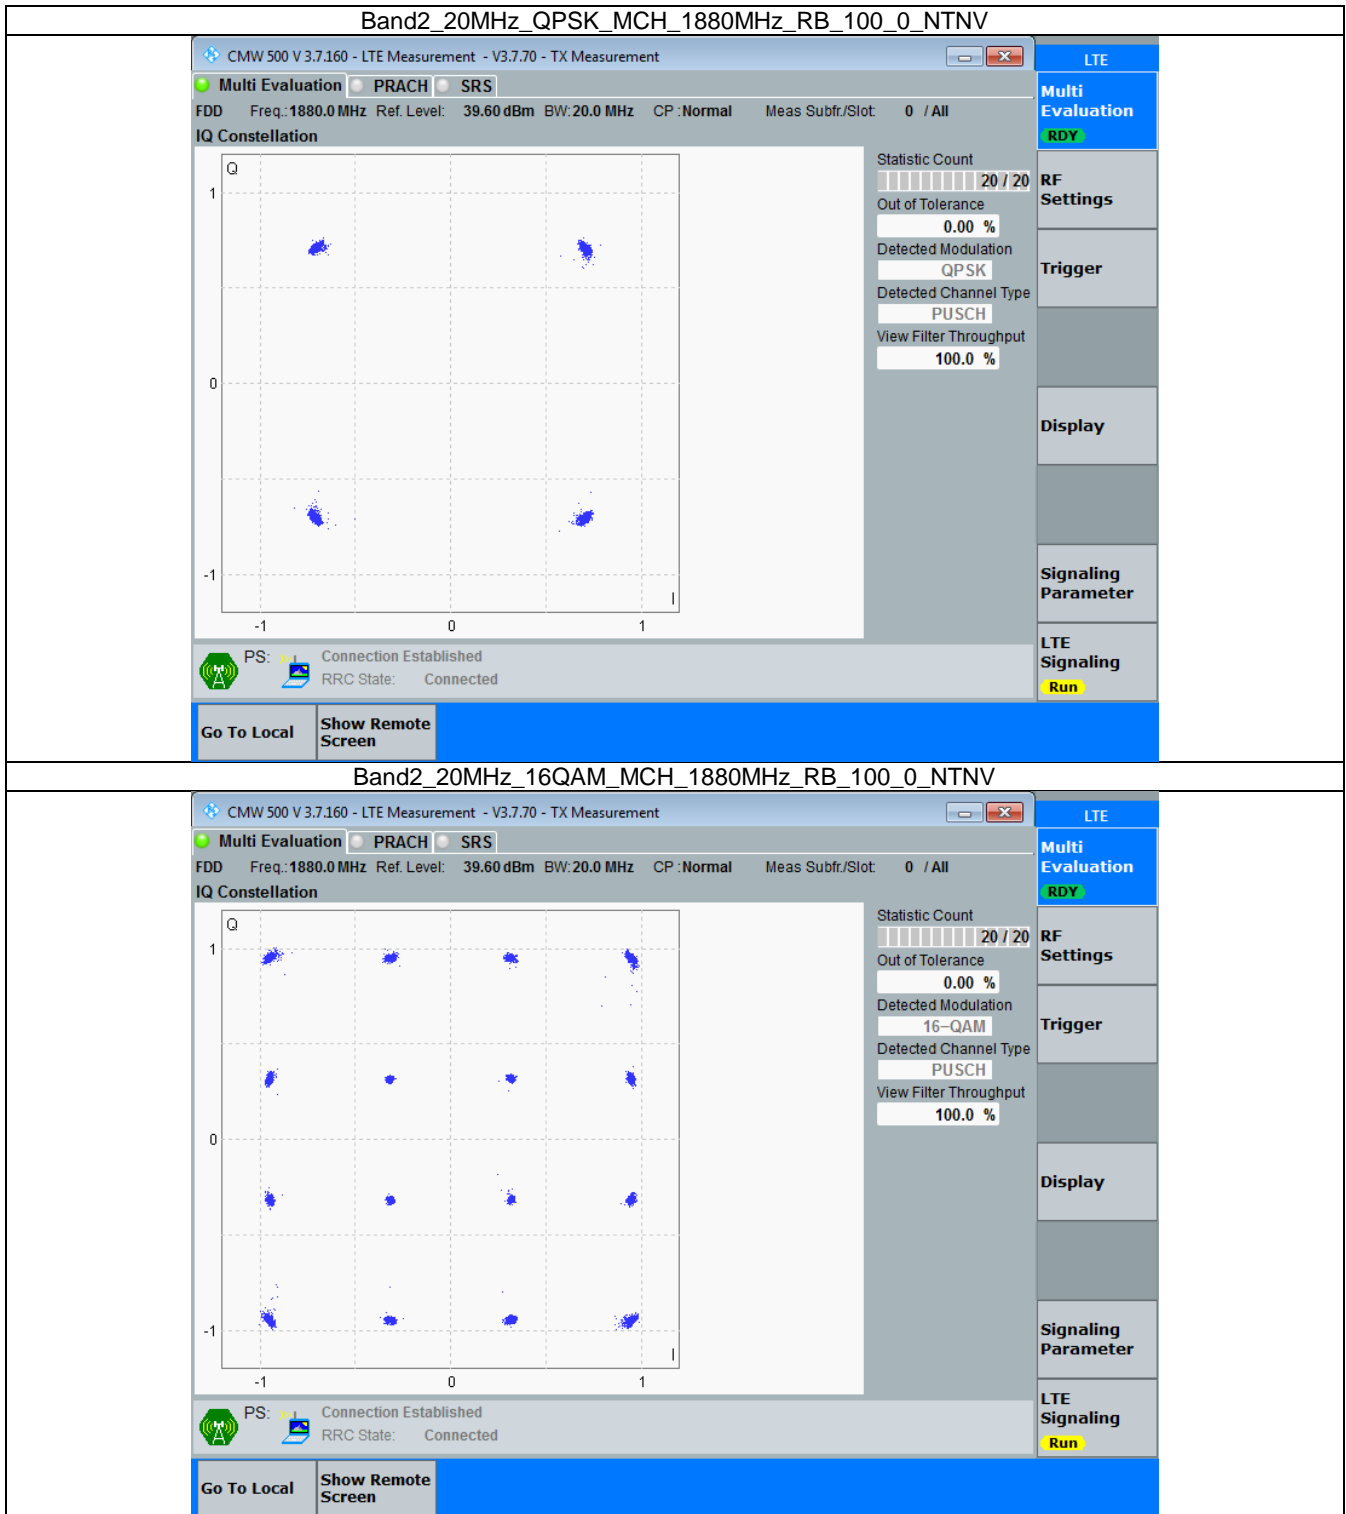 Band2_20MHz_QPSK_MCH_1880MHz_RB_100_0_NTNV
CMW 500 V 3.7.160 - LTE Measurement - V3.7.70 - TX Measurement
LTE
Multi Evaluation PRACH SRS
Multi
Evaluation
RDY
FDD Freq.:1880.0 MHz Ref. Level: 39.60 dBm BW:20.0 MHz CP :Normal Meas Subfr./Slot: 0 / All
IQ Constellation
Q
1
0
-1
I
-1 0 1
Statistic Count
20 / 20
Out of Tolerance
0.00 %
Detected Modulation
QPSK
Detected Channel Type
PUSCH
View Filter Throughput
100.0 %
RF
Settings
Trigger
Display
Signaling
Parameter
LTE
Signaling
Run
PS: Connection Established
RRC State: Connected
Go To Local
Show Remote
Screen
Band2_20MHz_16QAM_MCH_1880MHz_RB_100_0_NTNV
CMW 500 V 3.7.160 - LTE Measurement - V3.7.70 - TX Measurement
LTE
Multi Evaluation PRACH SRS
Multi
Evaluation
RDY
FDD Freq.:1880.0 MHz Ref. Level: 39.60 dBm BW:20.0 MHz CP :Normal Meas Subfr./Slot: 0 / All
IQ Constellation
Q
1
0
-1
I
-1 0 1
Statistic Count
20 / 20
Out of Tolerance
0.00 %
Detected Modulation
16-QAM
Detected Channel Type
PUSCH
View Filter Throughput
100.0 %
RF
Settings
Trigger
Display
Signaling
Parameter
LTE
Signaling
Run
PS: Connection Established
RRC State: Connected
Go To Local
Show Remote
Screen